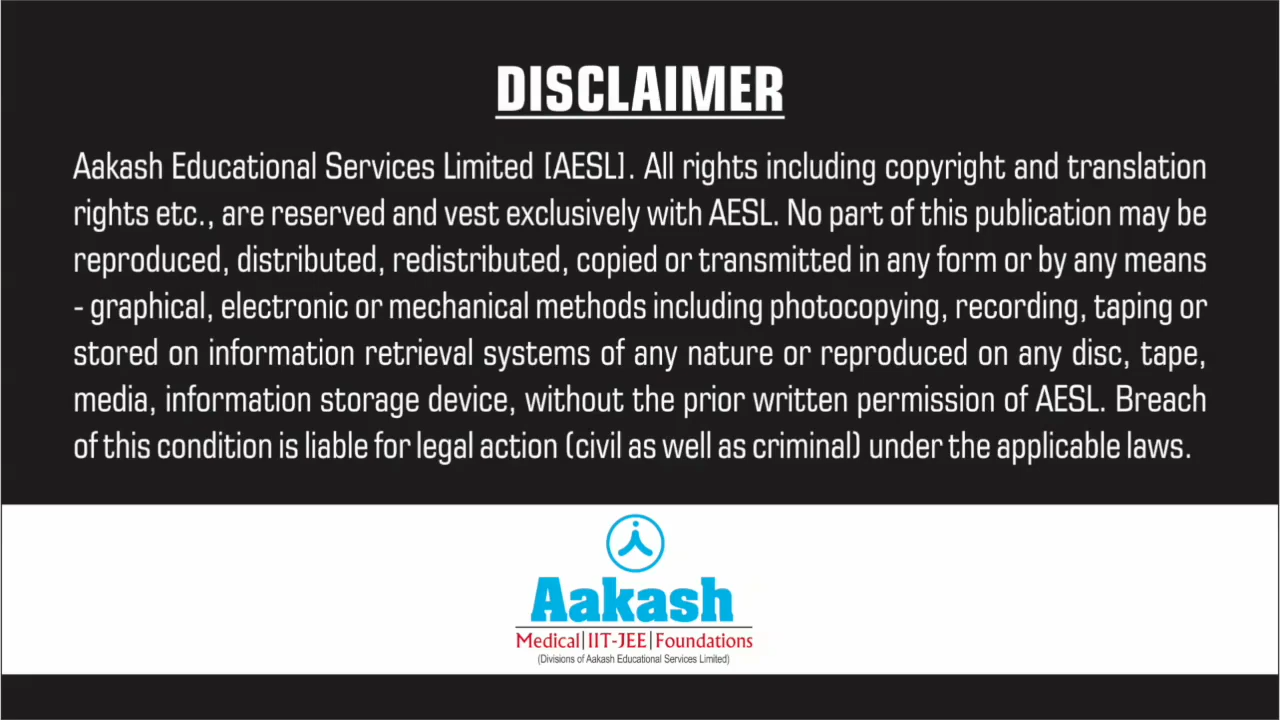 DISCLAIMER
Aakash Educational Services Limited [AESL]. All rights including copyright and translation
rights etc., are reserved and vest exclusively with AESL. No part of this publication may be
reproduced, distributed, redistributed, copied or transmitted in any form or by any means
- graphical, electronic or mechanical methods including photocopying, recording, taping or
stored on information retrieval systems of any nature or reproduced on any disc, tape,
media, information storage device, without the prior written permission of AESL. Breach
of this condition is liable for legal action (civil as well as criminal) under the applicable laws.
Aakash
Medical|IIT-JEE|Foundations
(Divisions of Aakash Educational Services Limited)